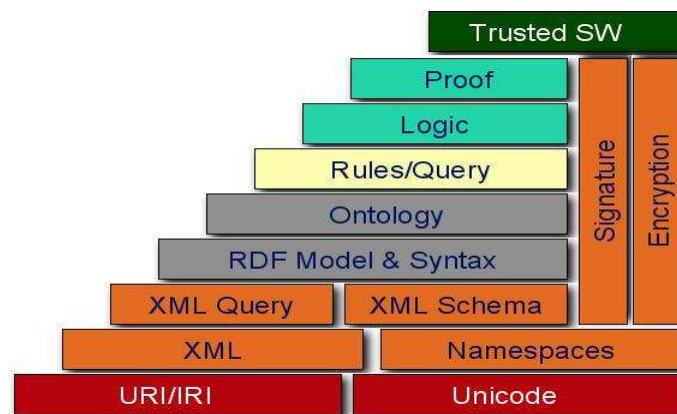 Trusted SW
Proof
Logic
Rules/Query
Ontology
RDF Model & Syntax
XML Query
XML Schema
Signature
Encryption
XML
Namespaces
URI/IRI
Unicode